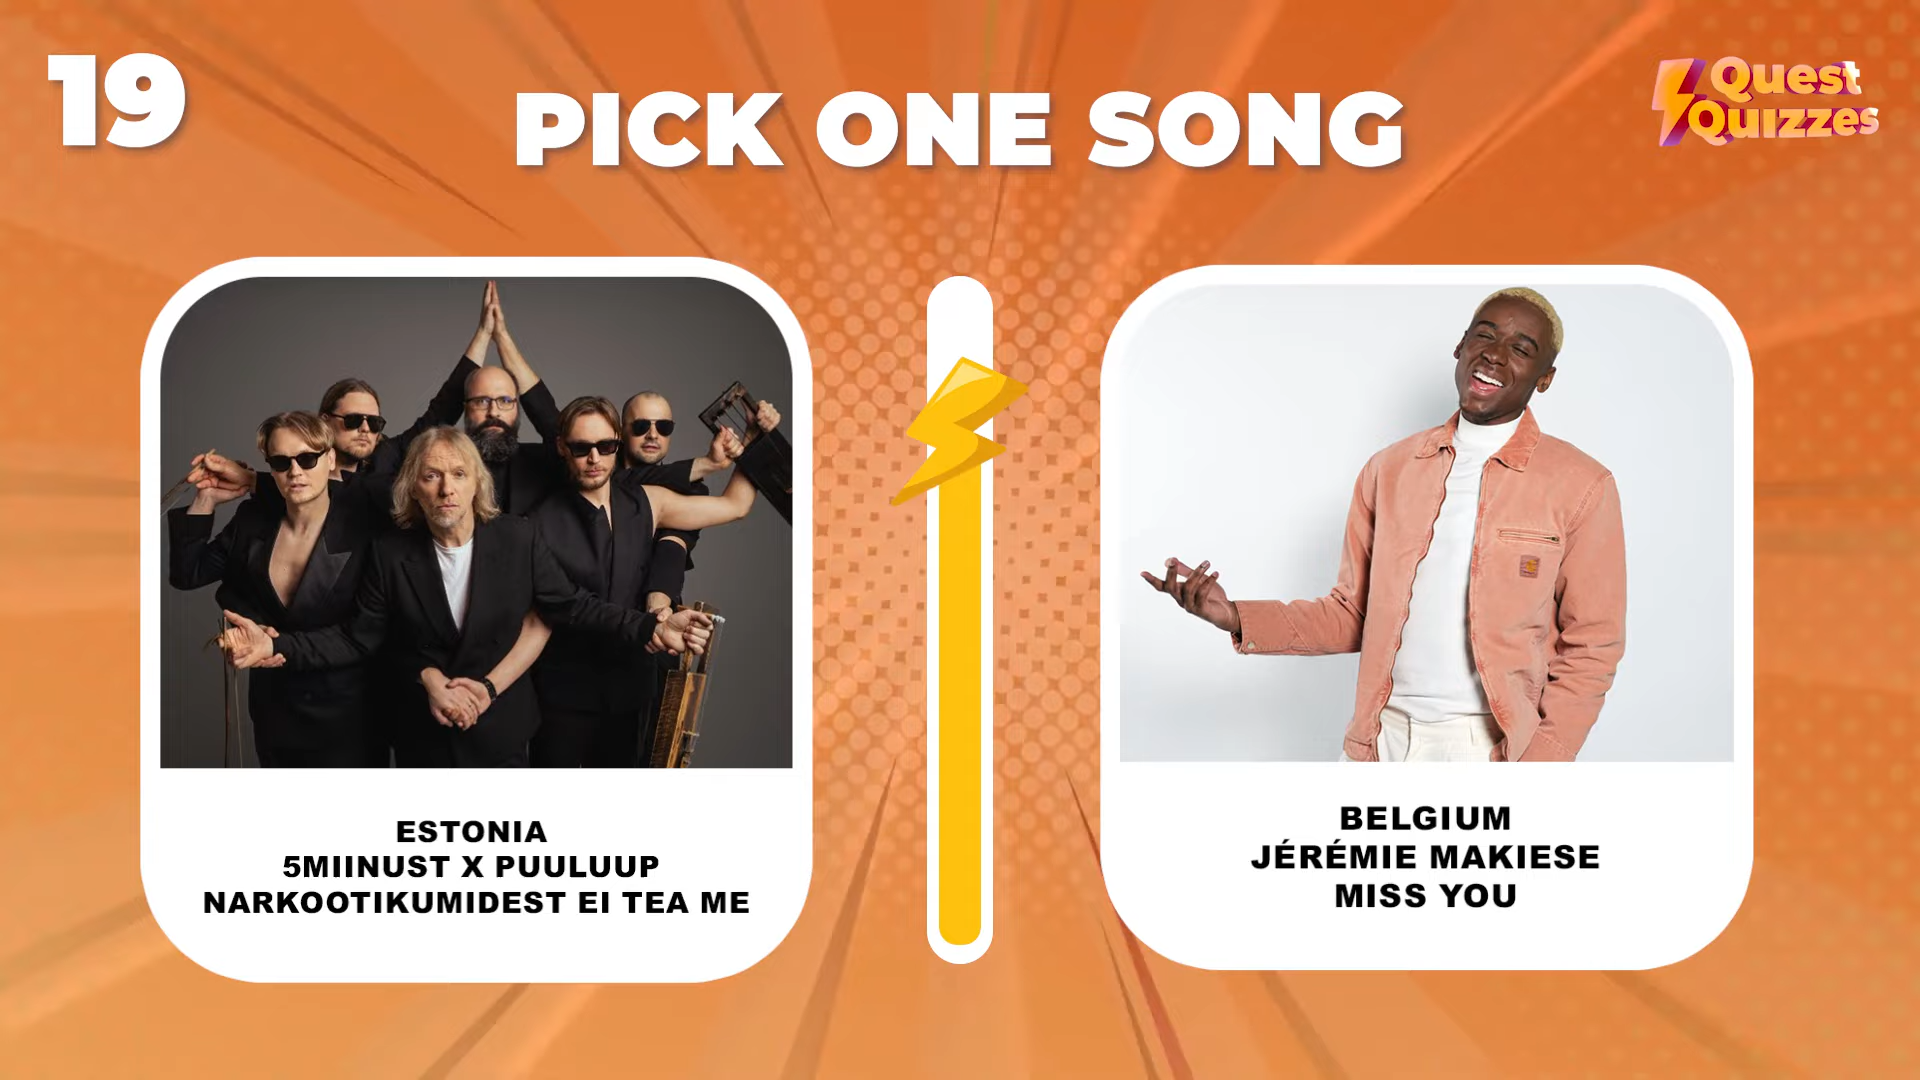 19
PICK ONE SONG
Quest
Quizzes
ESTONIA
5MIINUST X PUULUUP
NARKOOTIKUMIDEST EI TEA ME
BELGIUM
JÉRÉMIE MAKIESE
MISS YOU